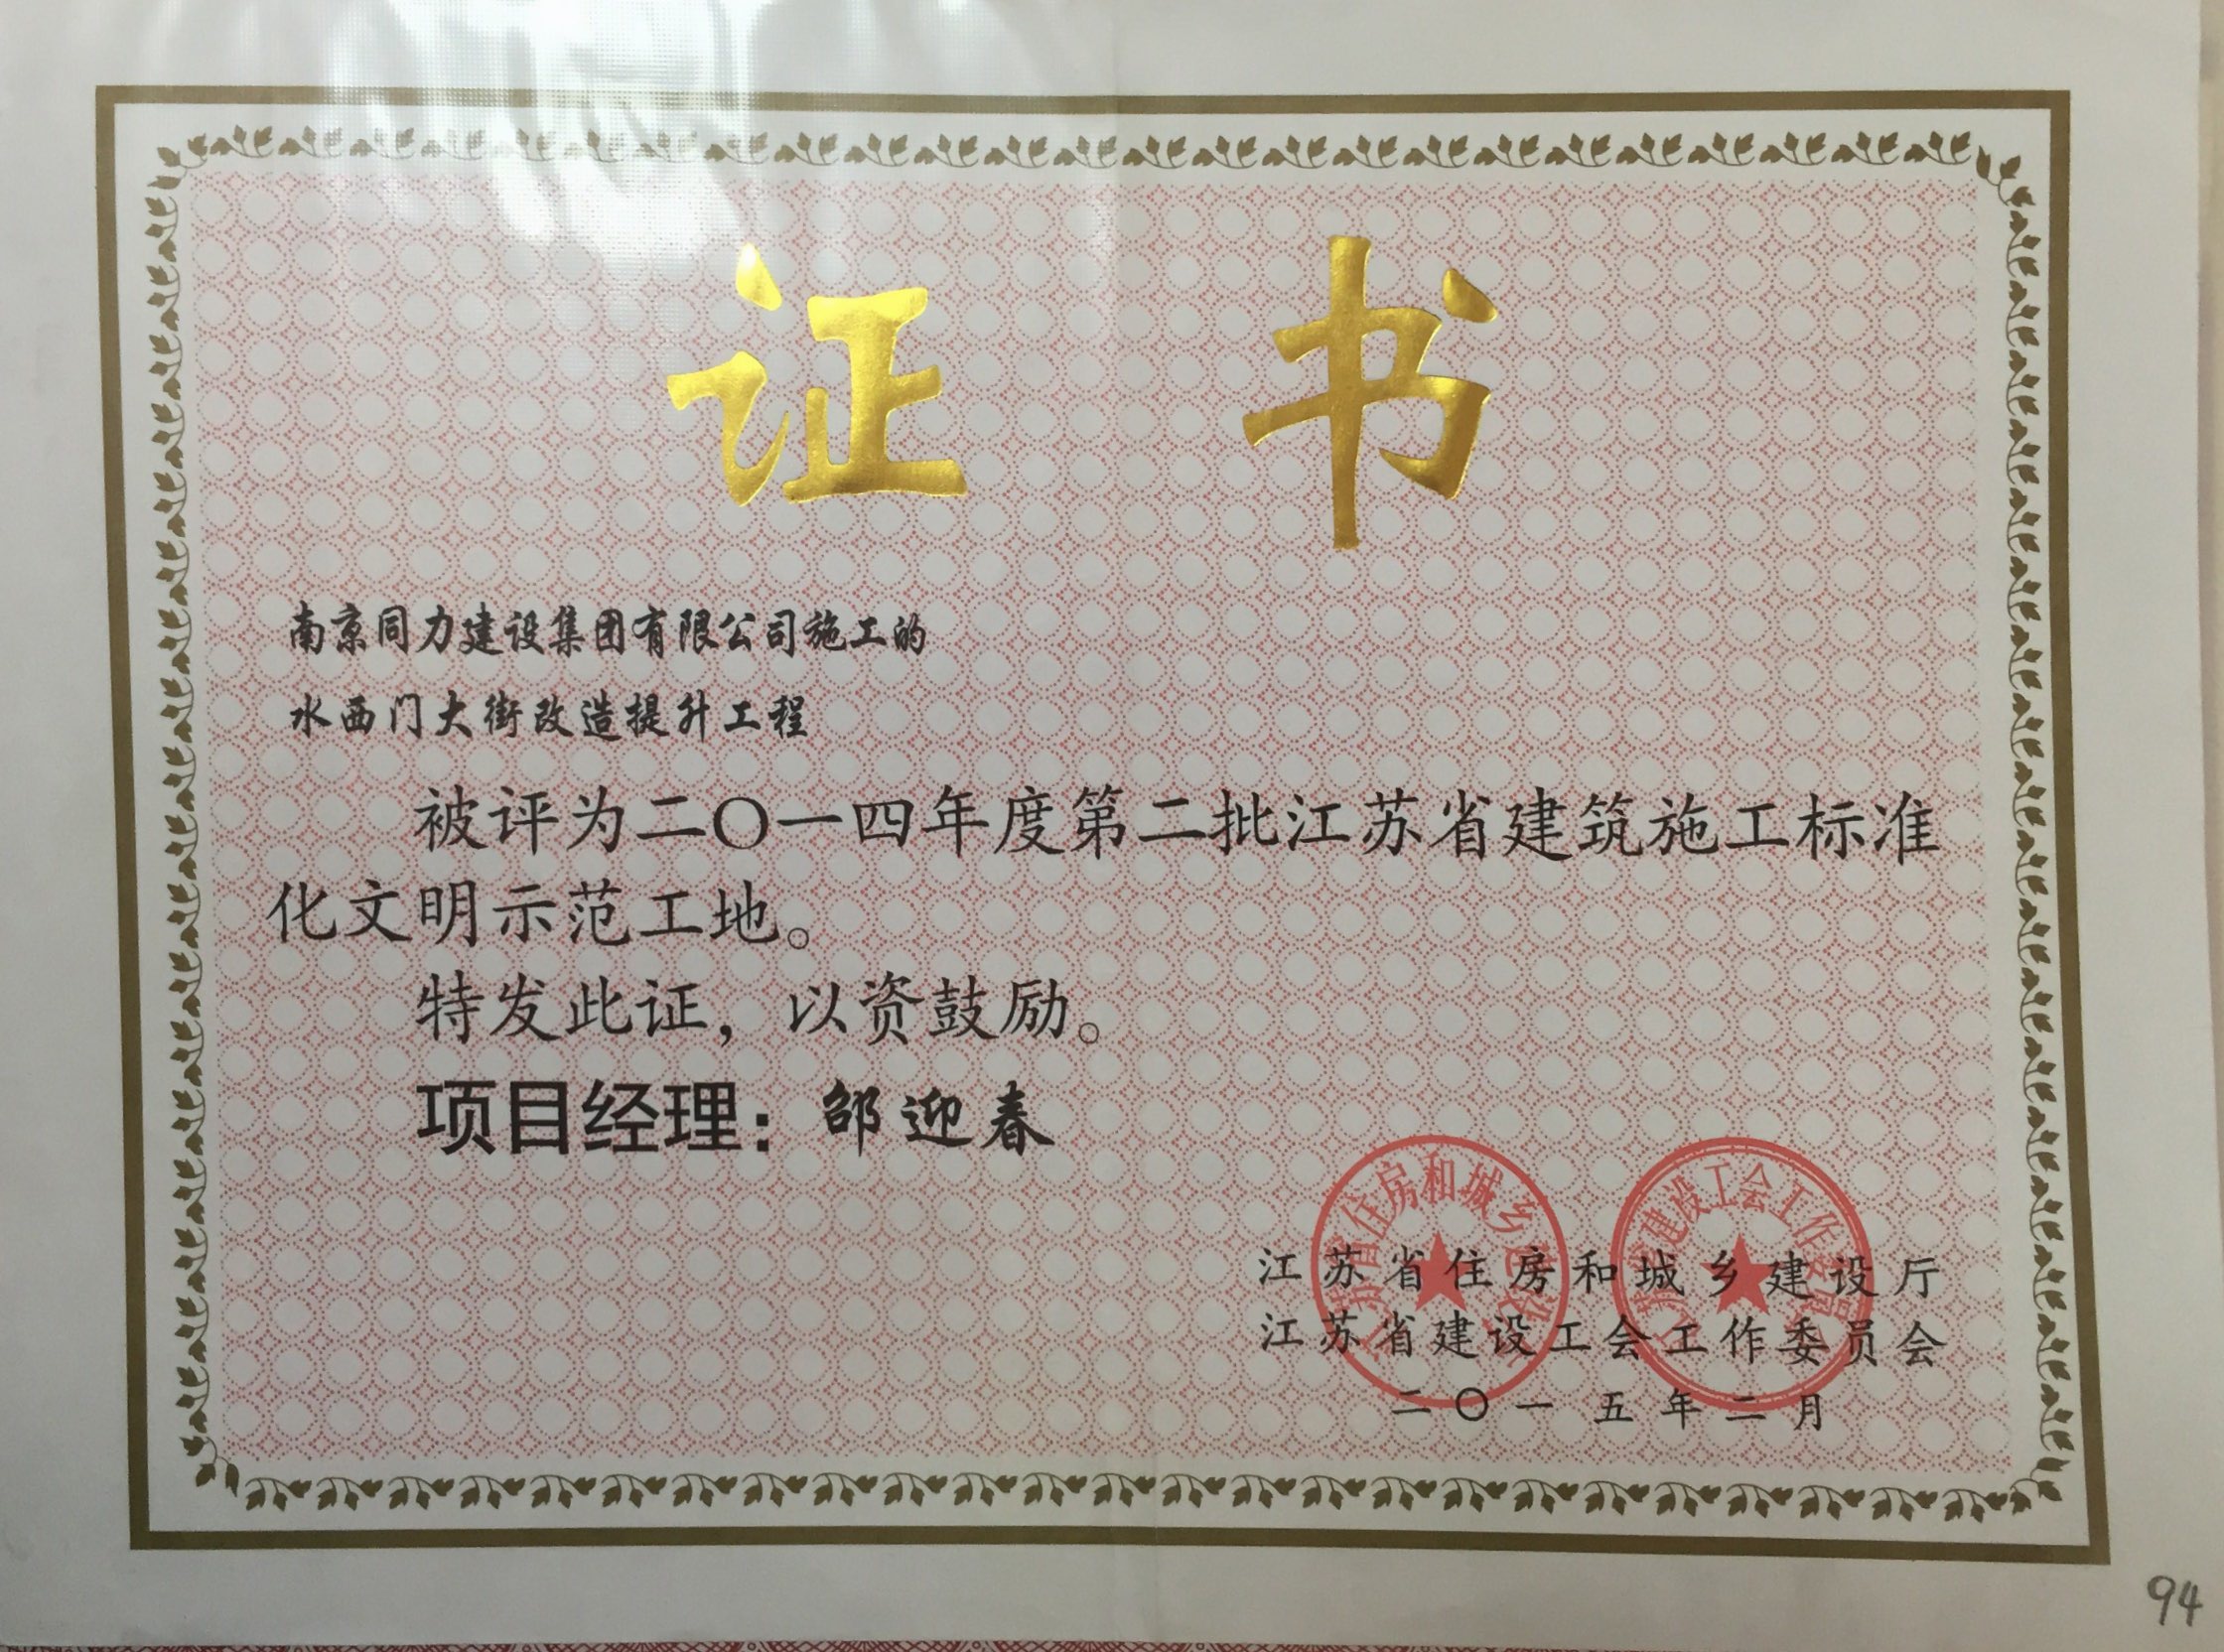 证书
南京同力建设集团有限公司施工的
水西门大街改造提升工程
被评为二〇一四年度第二批江苏省建筑施工标准
化文明示范工地。
特发此证，以资鼓励。
项目经理：邰迎春
江苏省住房和城乡建设厅
江苏省建设工会工作委员会
二〇一五年二月
94